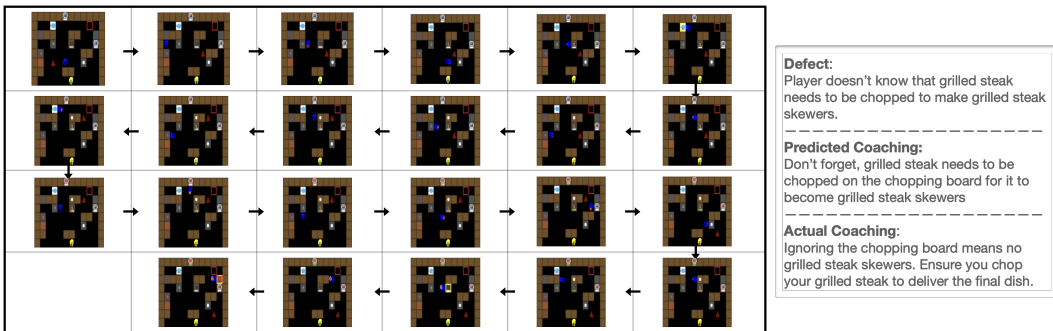 Defect:
Player doesn't know that grilled steak
needs to be chopped to make grilled steak
skewers.
Predicted Coaching:
Don't forget, grilled steak needs to be
chopped on the chopping board for it to
become grilled steak skewers
Actual Coaching:
Ignoring the chopping board means no
grilled steak skewers. Ensure you chop
your grilled steak to deliver the final dish.